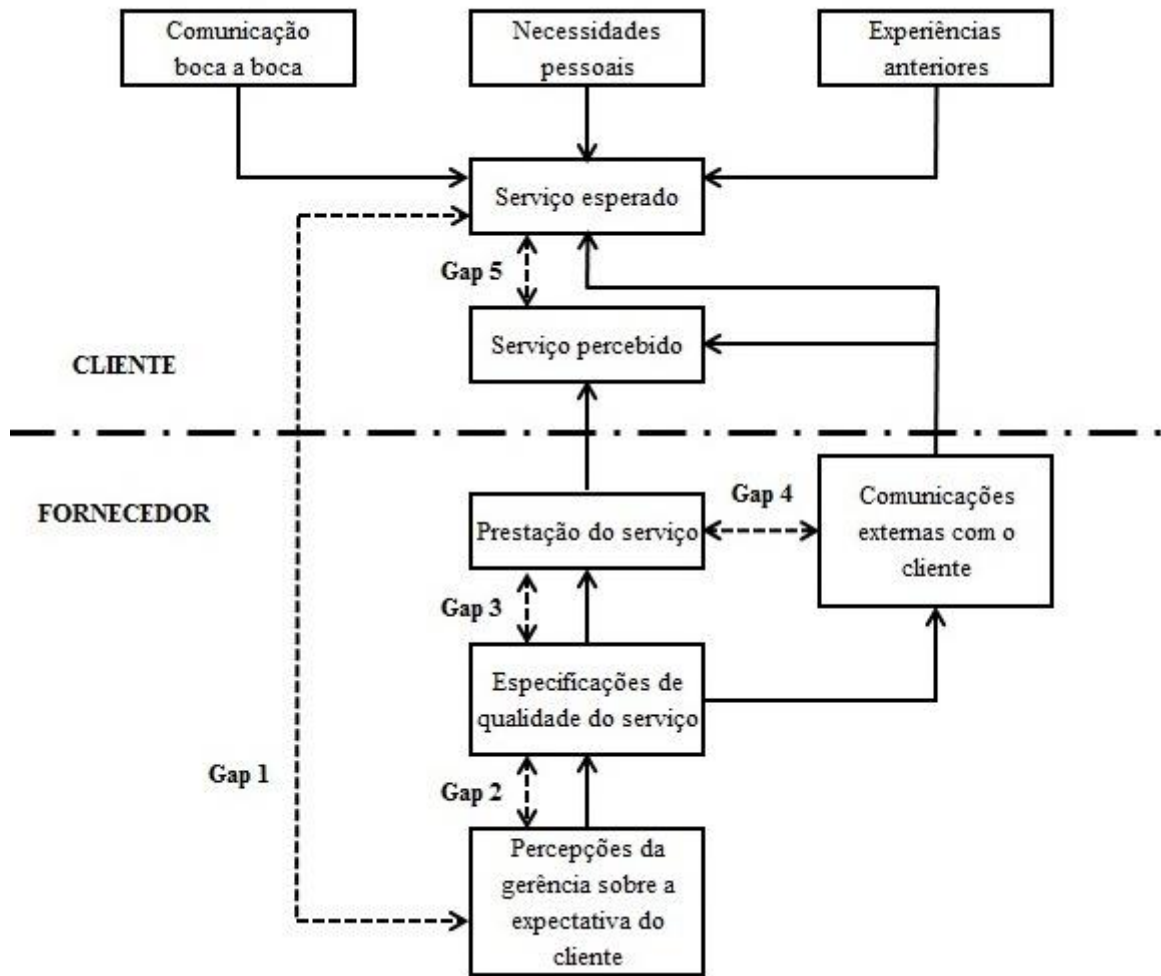 Comunicação
boca a boca
Necessidades
pessoais
Experiências
anteriores
Serviço esperado
Gap 5
Serviço percebido
CLIENTE
FORNECEDOR
Gap 4
Comunicações
externas com o
cliente
Prestação do serviço
Gap 3
Especificações de
qualidade do serviço
Gap 1
Gap 2
Percepções da
gerência sobre a
expectativa do
cliente